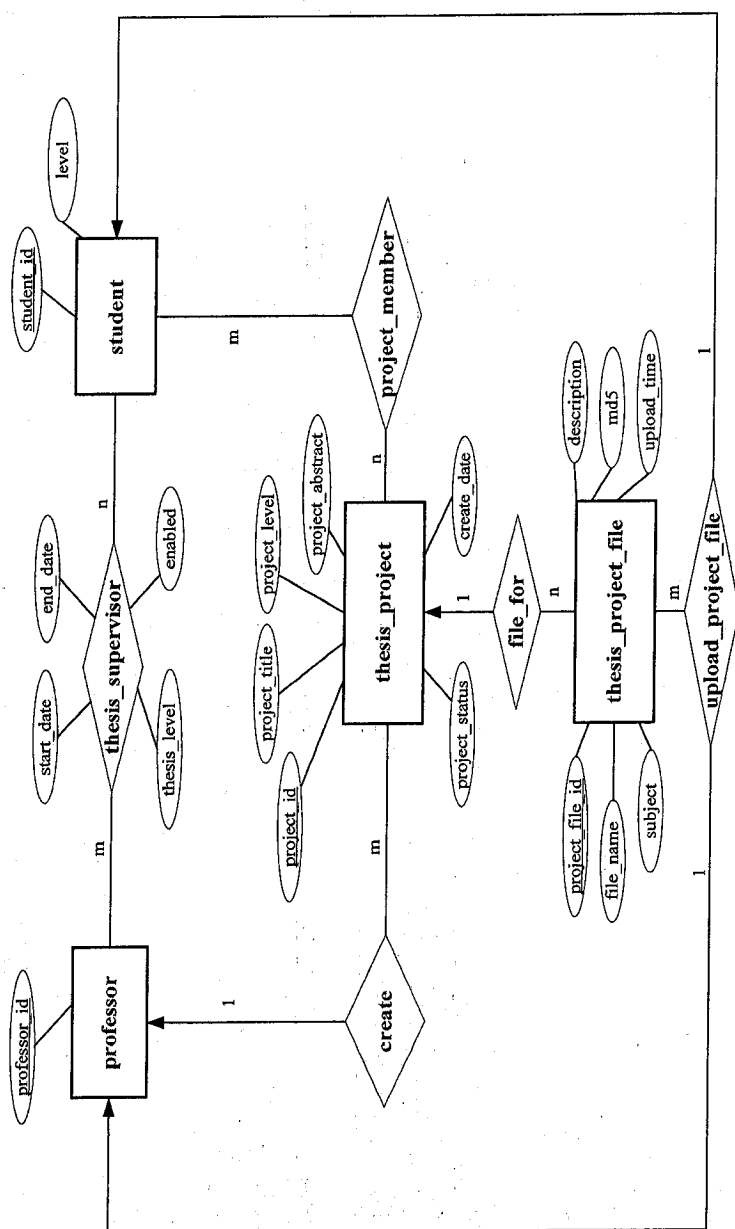 professor_id
start_date
end_date
student_id
level
professor
m
thesis_supervisor
n
student
thesis_level
enabled
1
m
project_title
project_level
project_id
project_abstract
create
m
thesis_project
n
project_member
project_status
create_date
1
file_for
n
project_file_id
description
file_name
thesis_project_file
md5
subject
upload_time
m
1
upload_project_file
1